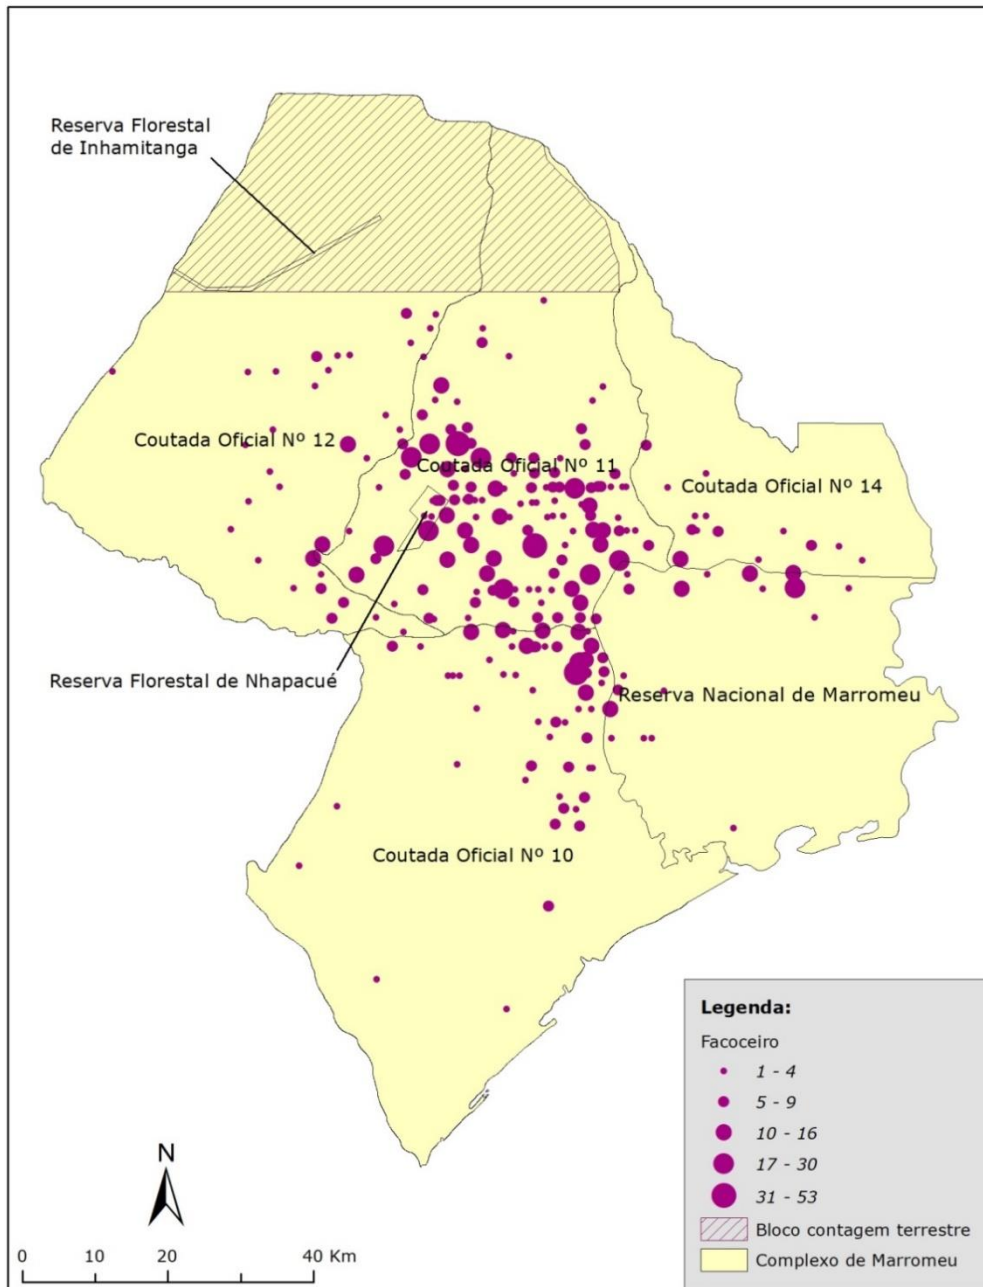 Reserva Florestal
de Inhamitanga
Coutada Oficial Nº 12
Coutada Oficial Nº 11
Coutada Oficial Nº 14
Reserva Florestal de Nhapacué
Reserva Nacional de Marromeu
Coutada Oficial Nº 10
Legenda:
Facoceiro
1 - 4
5 - 9
10 - 16
17 - 30
31 - 53
Bloco contagem terrestre
Complexo de Marromeu
N
0 10 20 40 Km